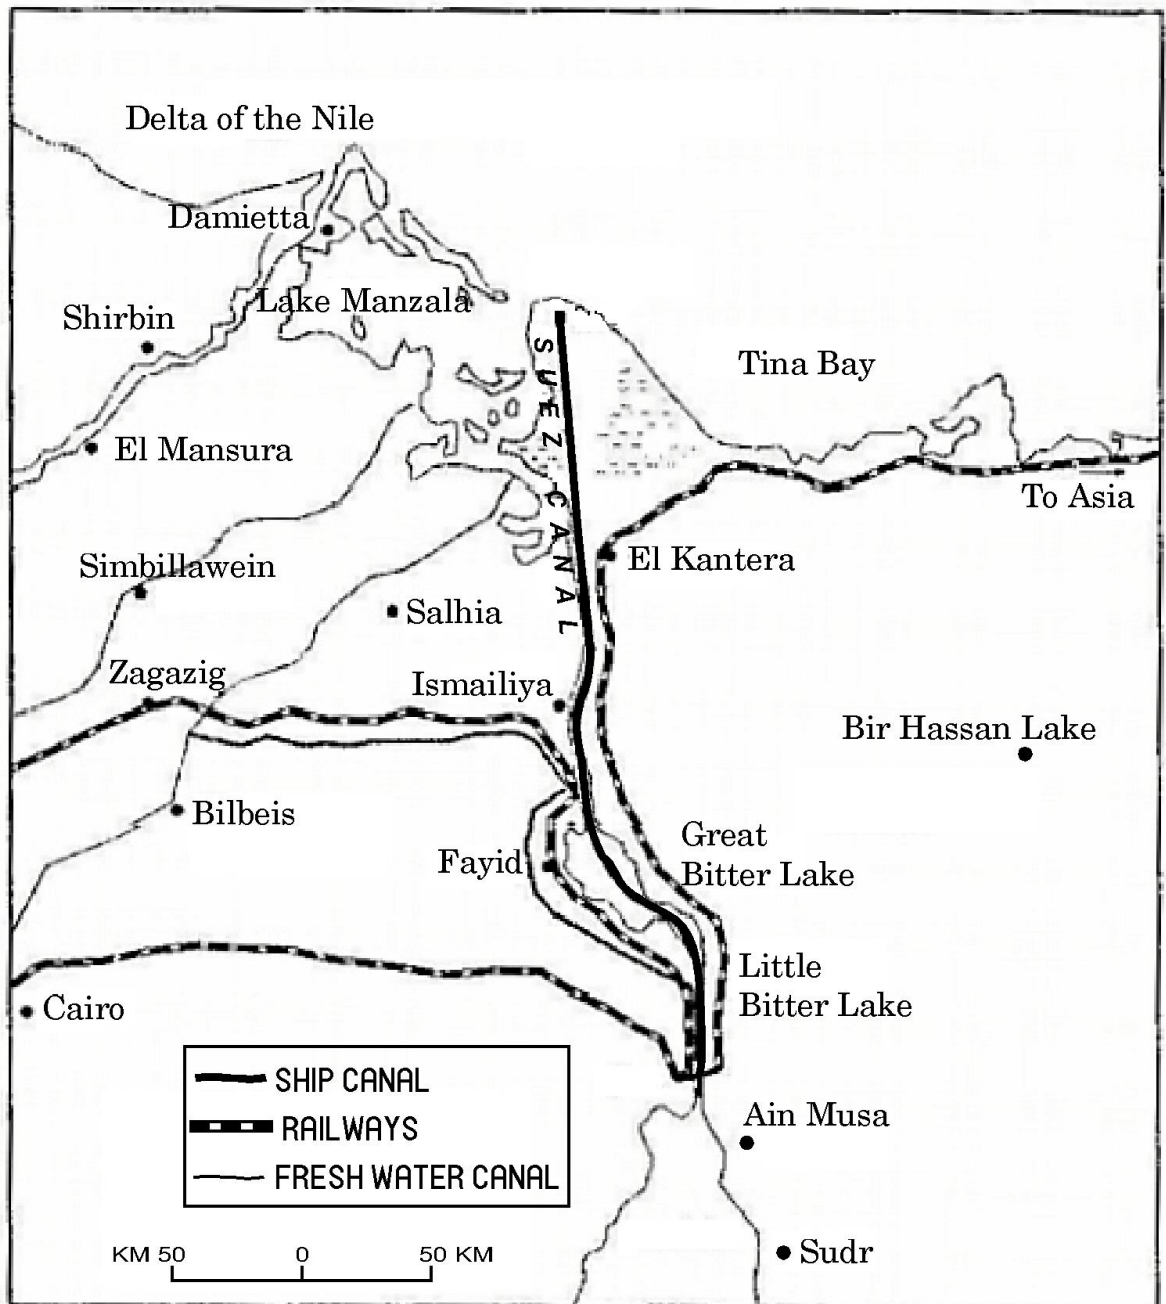 Delta of the Nile
Damietta
Lake Manzala
Shirbin
SUEZ CANAL
Tina Bay
El Mansura
To Asia
El Kantera
Simbillawein
Salhia
Zagazig
Ismailiya
Bir Hassan Lake
Bilbeis
Great
Bitter Lake
Fayid
Little
Bitter Lake
Cairo
SHIP CANAL
RAILWAYS
FRESH WATER CANAL
Ain Musa
KM 50 0 50 KM
Sudr